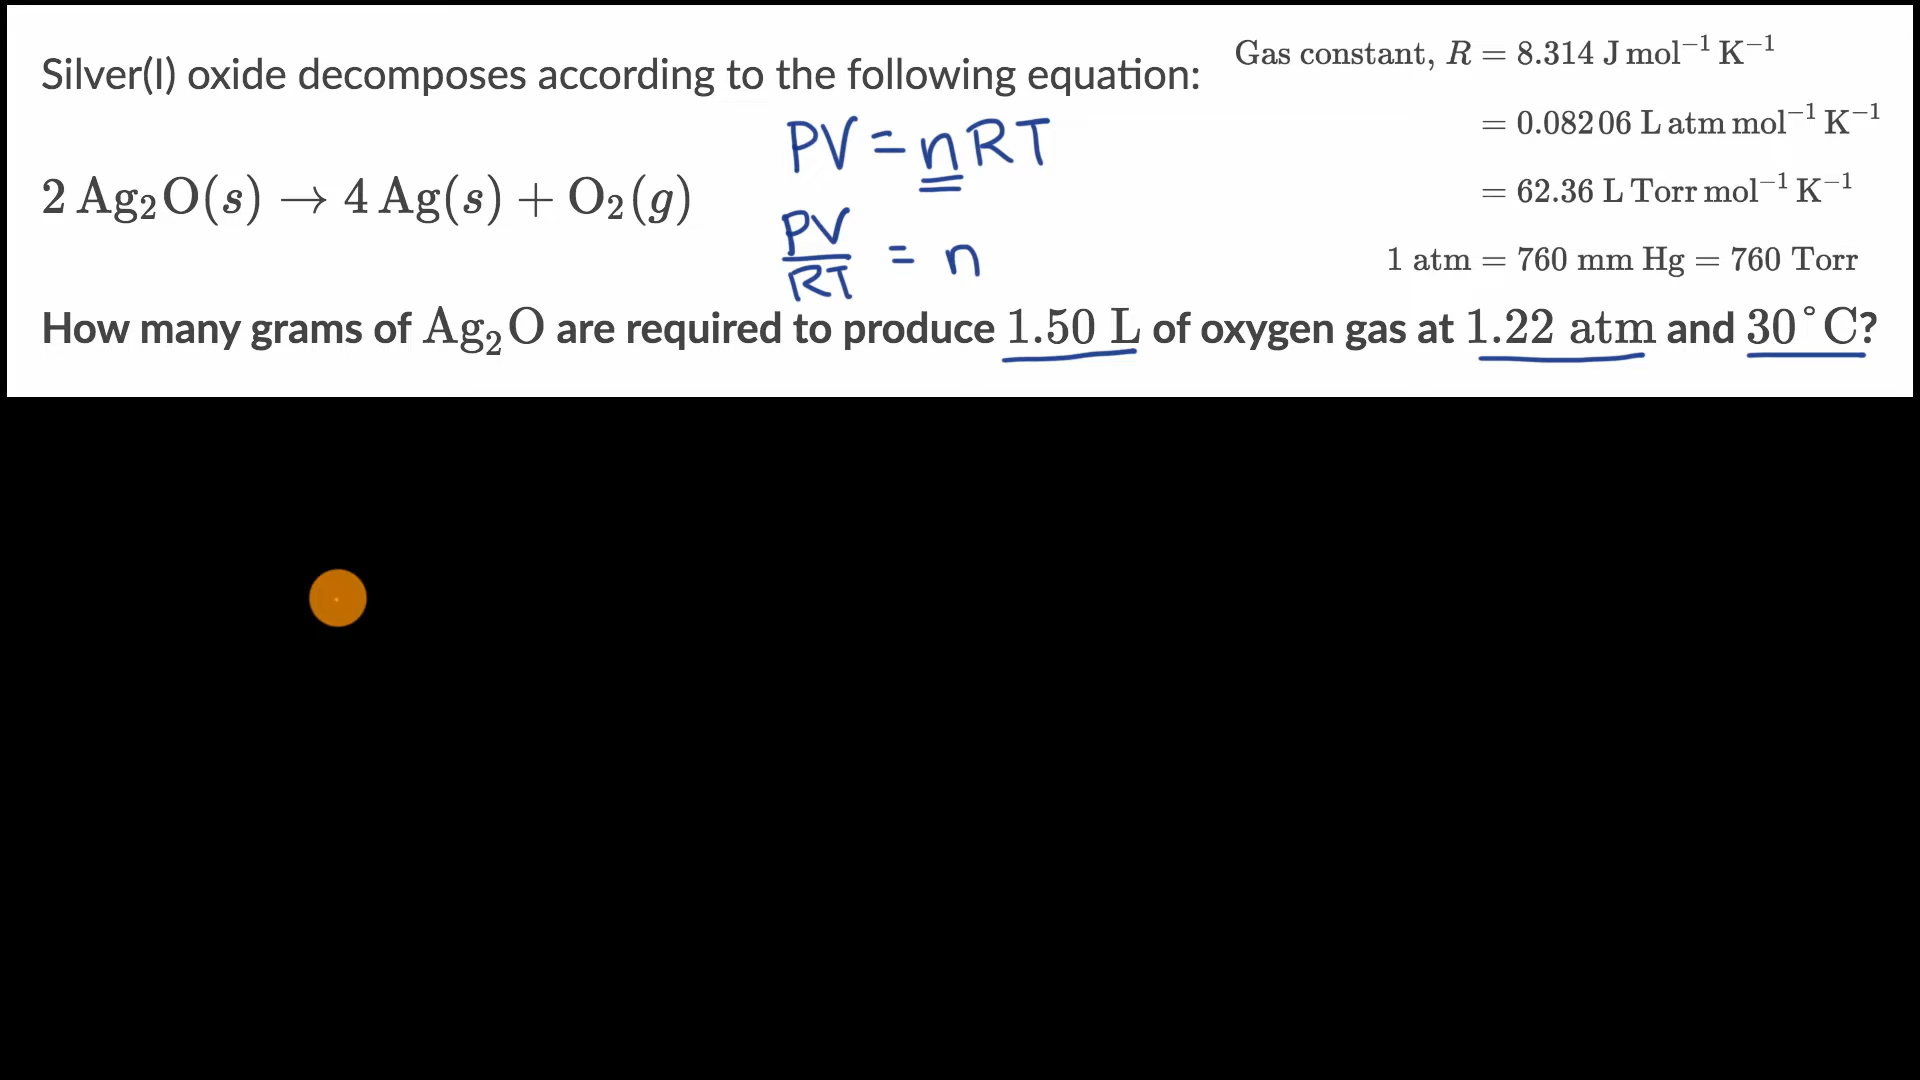 Silver(I) oxide decomposes according to the following equation:
Gas constant, R = 8.314 J mol⁻¹ K⁻¹
= 0.08206 L atm mol⁻¹ K⁻¹
= 62.36 L Torr mol⁻¹ K⁻¹
1 atm = 760 mm Hg = 760 Torr
PV = nRT
2 Ag₂O(s) → 4 Ag(s) + O₂(g)
PV/RT = n
How many grams of Ag₂O are required to produce 1.50 L of oxygen gas at 1.22 atm and 30°C?